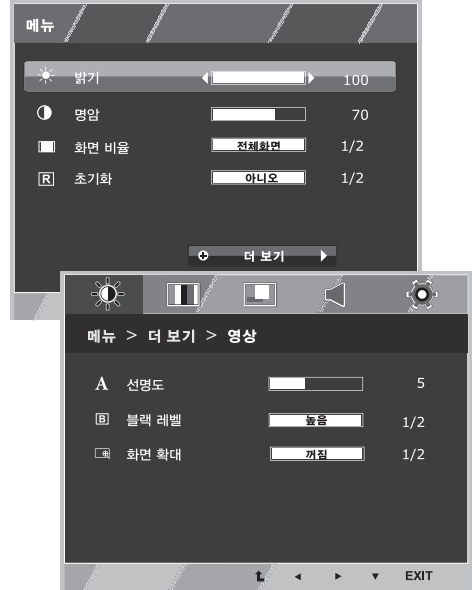 메뉴
밝기 100
명암 70
화면 비율 전체화면 1/2
R 초기화 아니오 1/2
더 보기
메뉴 > 더 보기 > 영상
A 선명도 5
B 블랙 레벨 높음 1/2
화면 확대 꺼짐 1/2
EXIT